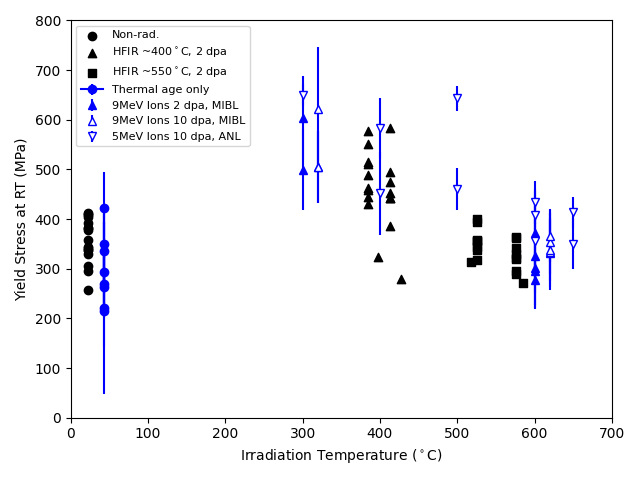 800
700
600
500
400
300
200
100
0
Yield Stress at RT (MPa)
Non-rad.
HFIR ~400°C, 2 dpa
HFIR ~550°C, 2 dpa
Thermal age only
9MeV Ions 2 dpa, MIBL
9MeV Ions 10 dpa, MIBL
5MeV Ions 10 dpa, ANL
0 100 200 300 400 500 600 700
Irradiation Temperature (°C)